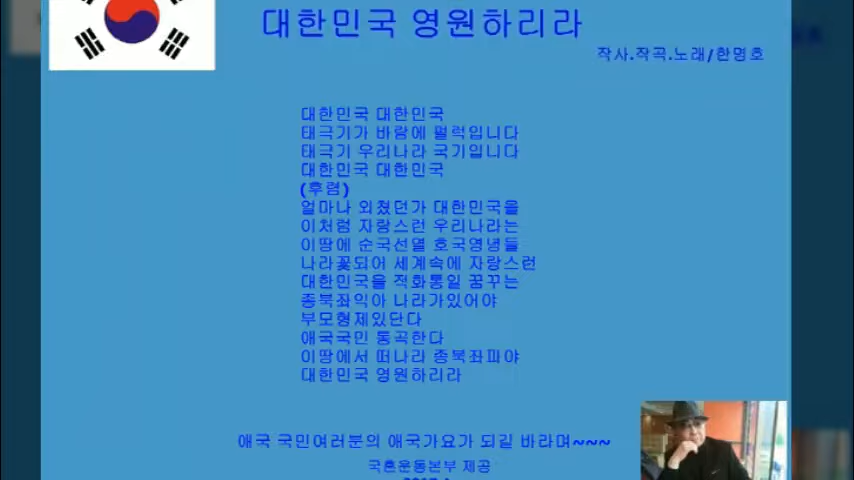 대한민국 영원하리라
작사.작곡.노래/한명호
대한민국 대한민국
태극기가 바람에 펄럭입니다
태극기 우리나라 국기입니다
대한민국 대한민국
(후렴)
얼마나 외쳤던가 대한민국을
이처럼 자랑스런 우리나라는
이땅에 순국선열 호국영녕들
나라꽃되어 세계속에 자랑스런
대한민국을 적화통일 꿈꾸는
종북좌익아 나라가있어야
부모형제있단다
애국국민 통곡한다
이땅에서 떠나라 종북좌파야
대한민국 영원하리라
애국 국민여러분의 애국가요가 되길 바라며~~~
국혼운동본부 제공